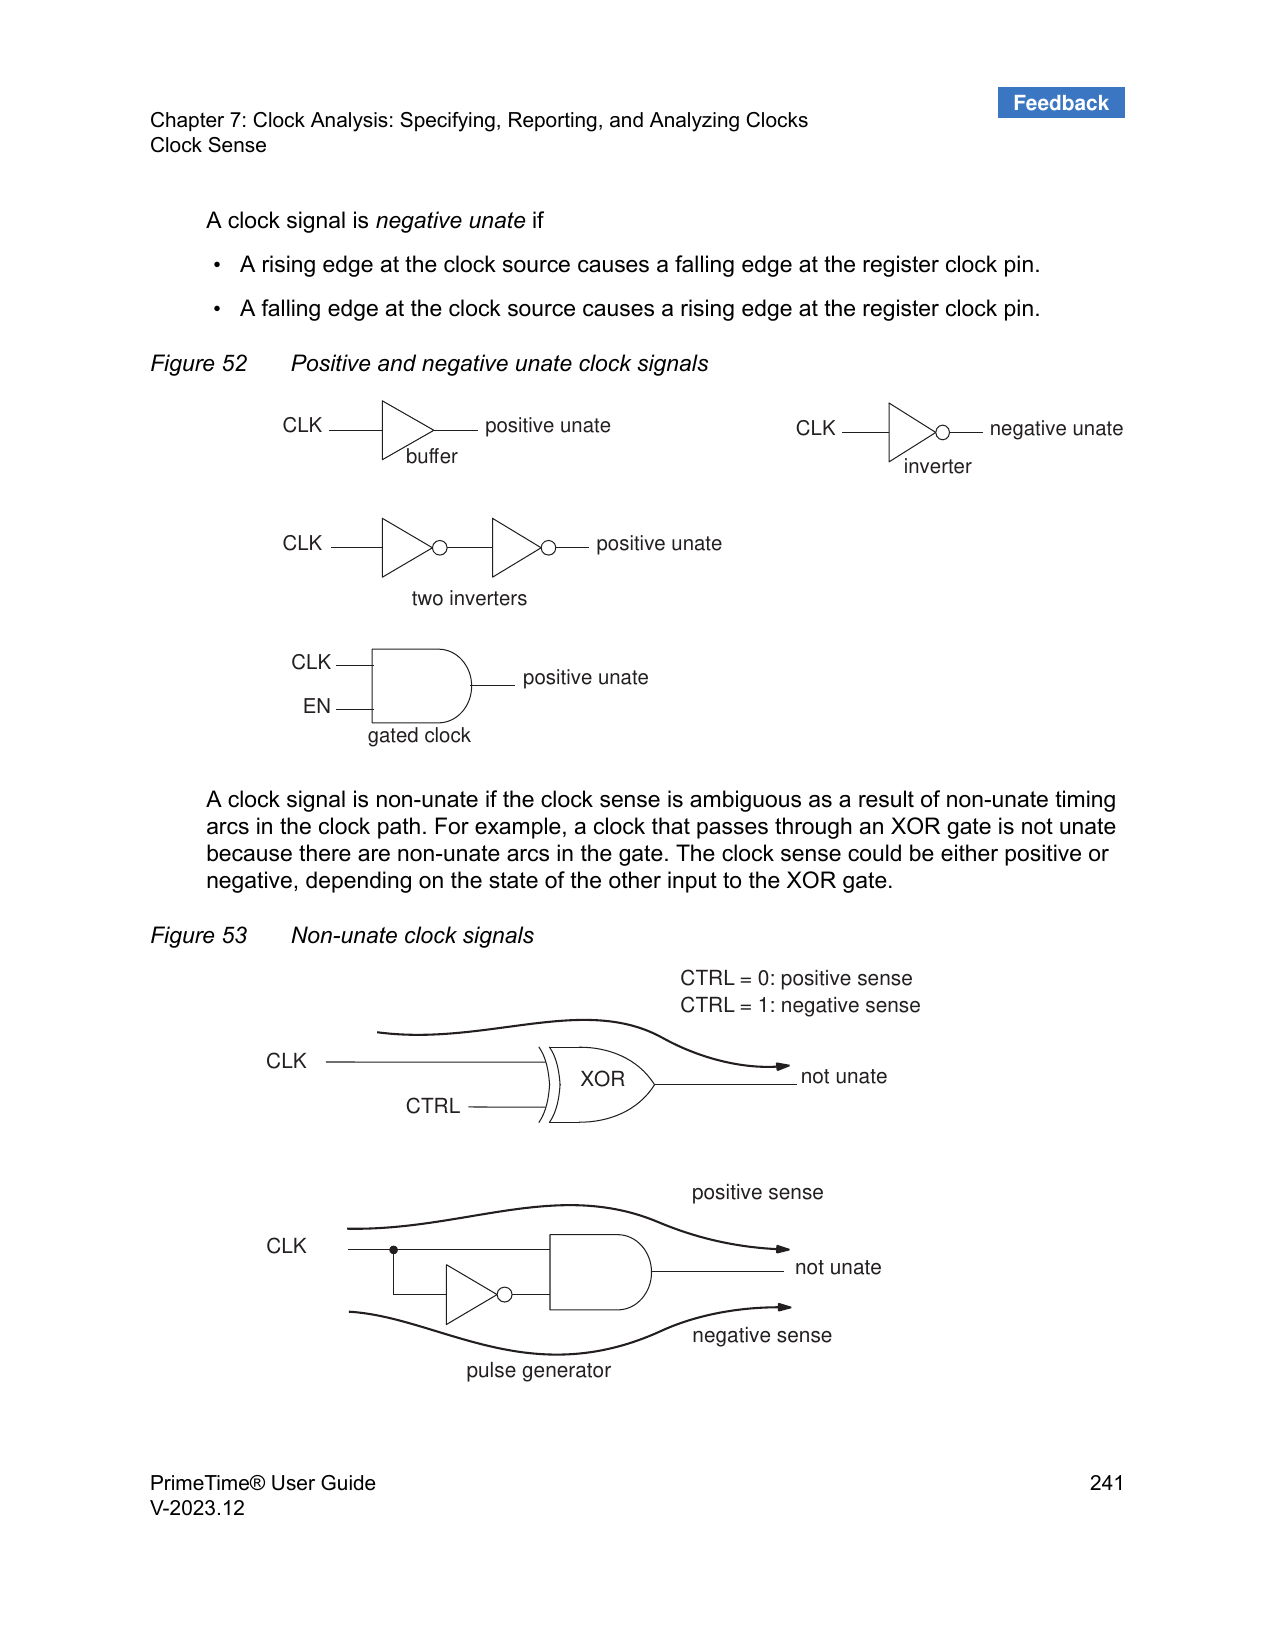 Feedback
Chapter 7: Clock Analysis: Specifying, Reporting, and Analyzing Clocks
Clock Sense
A clock signal is negative unate if
• A rising edge at the clock source causes a falling edge at the register clock pin.
• A falling edge at the clock source causes a rising edge at the register clock pin.
Figure 52 Positive and negative unate clock signals
CLK
positive unate
buffer
CLK
negative unate
inverter
CLK
positive unate
two inverters
CLK
EN
positive unate
gated clock
A clock signal is non-unate if the clock sense is ambiguous as a result of non-unate timing
arcs in the clock path. For example, a clock that passes through an XOR gate is not unate
because there are non-unate arcs in the gate. The clock sense could be either positive or
negative, depending on the state of the other input to the XOR gate.
Figure 53 Non-unate clock signals
CTRL = 0: positive sense
CTRL = 1: negative sense
CLK
XOR
not unate
CTRL
positive sense
CLK
not unate
negative sense
pulse generator
PrimeTime® User Guide 241
V-2023.12